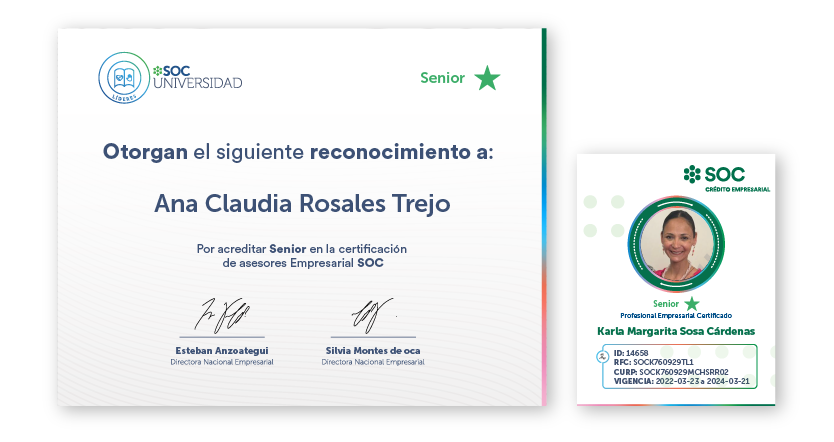 SOC
UNIVERSIDAD
LÍDERES
Senior
Otorgan el siguiente reconocimiento a:
Ana Claudia Rosales Trejo
Por acreditar Senior en la certificación
de asesores Empresarial SOC
Esteban Anzoategui
Directora Nacional Empresarial
Silvia Montes de oca
Directora Nacional Empresarial
SOC
CRÉDITO EMPRESARIAL
Senior
Profesional Empresarial Certificado
Karla Margarita Sosa Cárdenas
ID: 14658
RFC: SOCK760929T11
CURP: SOCK760929MCHSRR02
VIGENCIA: 2022-03-23 a 2024-03-21